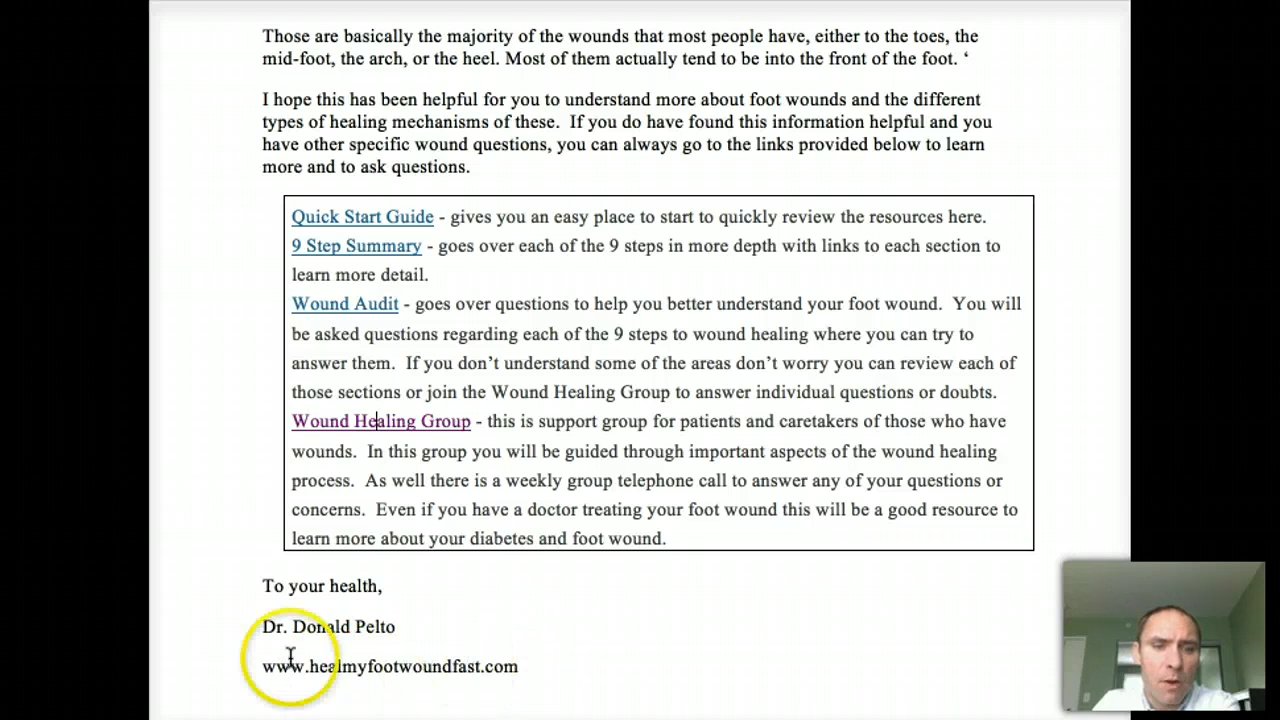 Those are basically the majority of the wounds that most people have, either to the toes, the
mid-foot, the arch, or the heel. Most of them actually tend to be into the front of the foot. ‘
I hope this has been helpful for you to understand more about foot wounds and the different
types of healing mechanisms of these.  If you do have found this information helpful and you
have other specific wound questions, you can always go to the links provided below to learn
more and to ask questions.
Quick Start Guide - gives you an easy place to start to quickly review the resources here.
9 Step Summary - goes over each of the 9 steps in more depth with links to each section to
learn more detail.
Wound Audit - goes over questions to help you better understand your foot wound.  You will
be asked questions regarding each of the 9 steps to wound healing where you can try to
answer them.  If you don’t understand some of the areas don’t worry you can review each of
those sections or join the Wound Healing Group to answer individual questions or doubts.
Wound Healing Group - this is support group for patients and caretakers of those who have
wounds.  In this group you will be guided through important aspects of the wound healing
process.  As well there is a weekly group telephone call to answer any of your questions or
concerns.  Even if you have a doctor treating your foot wound this will be a good resource to
learn more about your diabetes and foot wound.
To your health,
Dr. Donald Pelto
www.healmyfootwoundfast.com